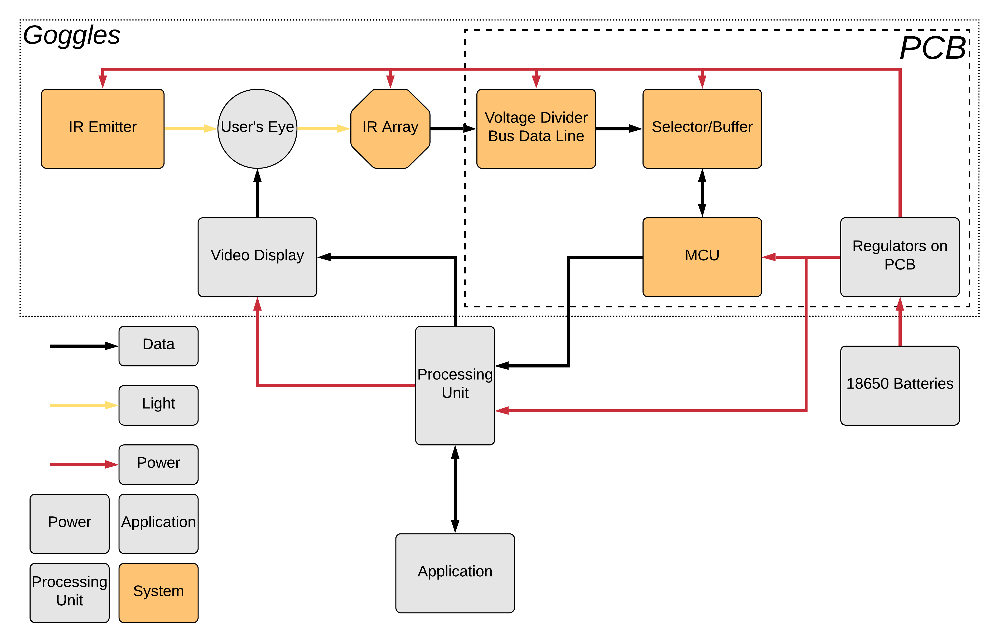 Goggles
PCB
IR Emitter
User's Eye
IR Array
Voltage Divider
Bus Data Line
Selector/Buffer
Video Display
MCU
Regulators on
PCB
Data
Light
Power
Processing
Unit
18650 Batteries
Power
Application
Processing
Unit
System
Application